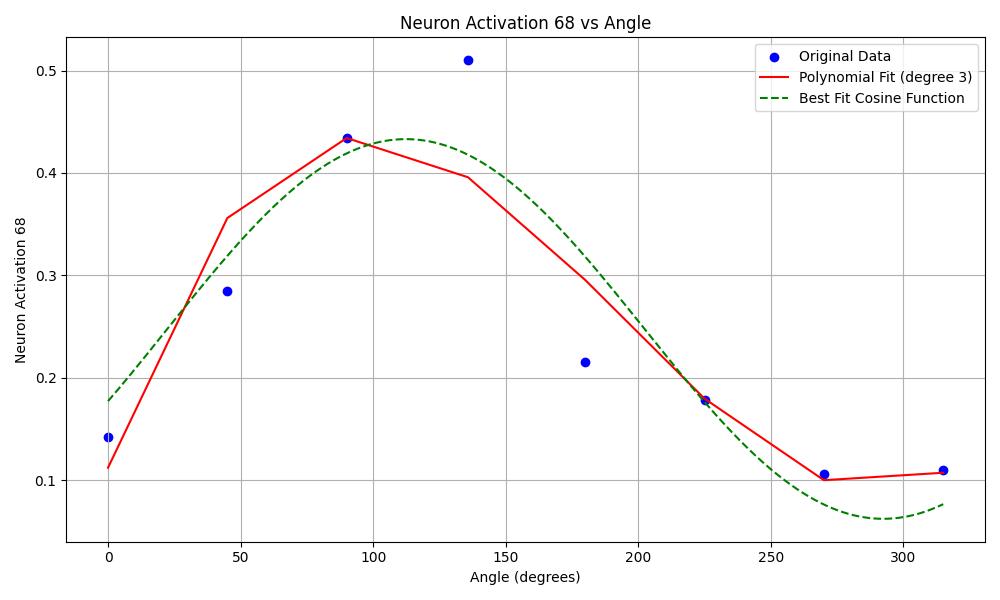 Neuron Activation 68 vs Angle
Original Data
Polynomial Fit (degree 3)
Best Fit Cosine Function
Neuron Activation 68
0.5
0.4
0.3
0.2
0.1
0 50 100 150 200 250 300
Angle (degrees)